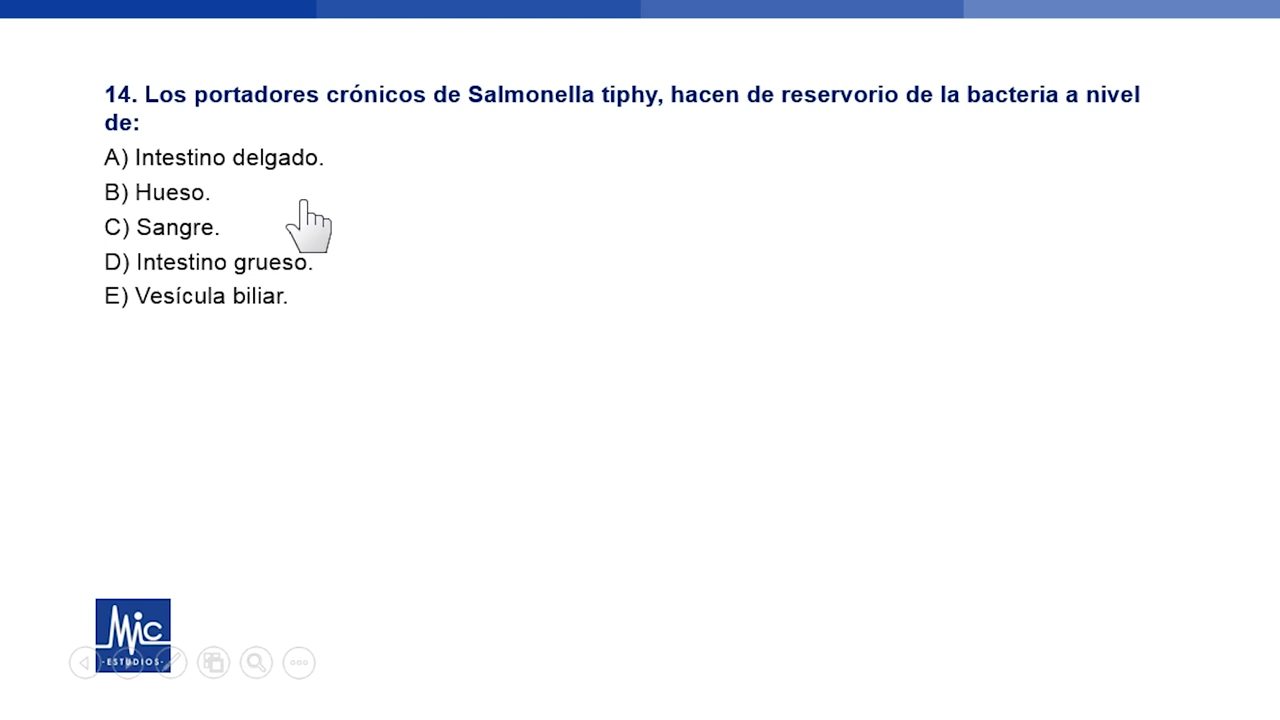 14. Los portadores crónicos de Salmonella tiphy, hacen de reservorio de la bacteria a nivel
de:
A) Intestino delgado.
B) Hueso.
C) Sangre.
D) Intestino grueso.
E) Vesícula biliar.
Mic
·ESTUDIOS·